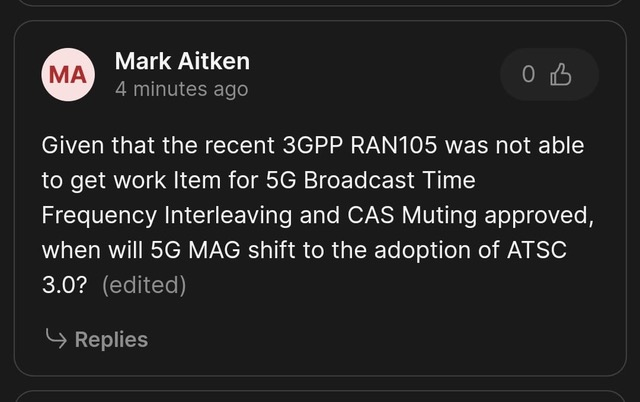 MA
Mark Aitken
4 minutes ago
0
Given that the recent 3GPP RAN105 was not able
to get work Item for 5G Broadcast Time
Frequency Interleaving and CAS Muting approved,
when will 5G MAG shift to the adoption of ATSC
3.0? (edited)
Replies